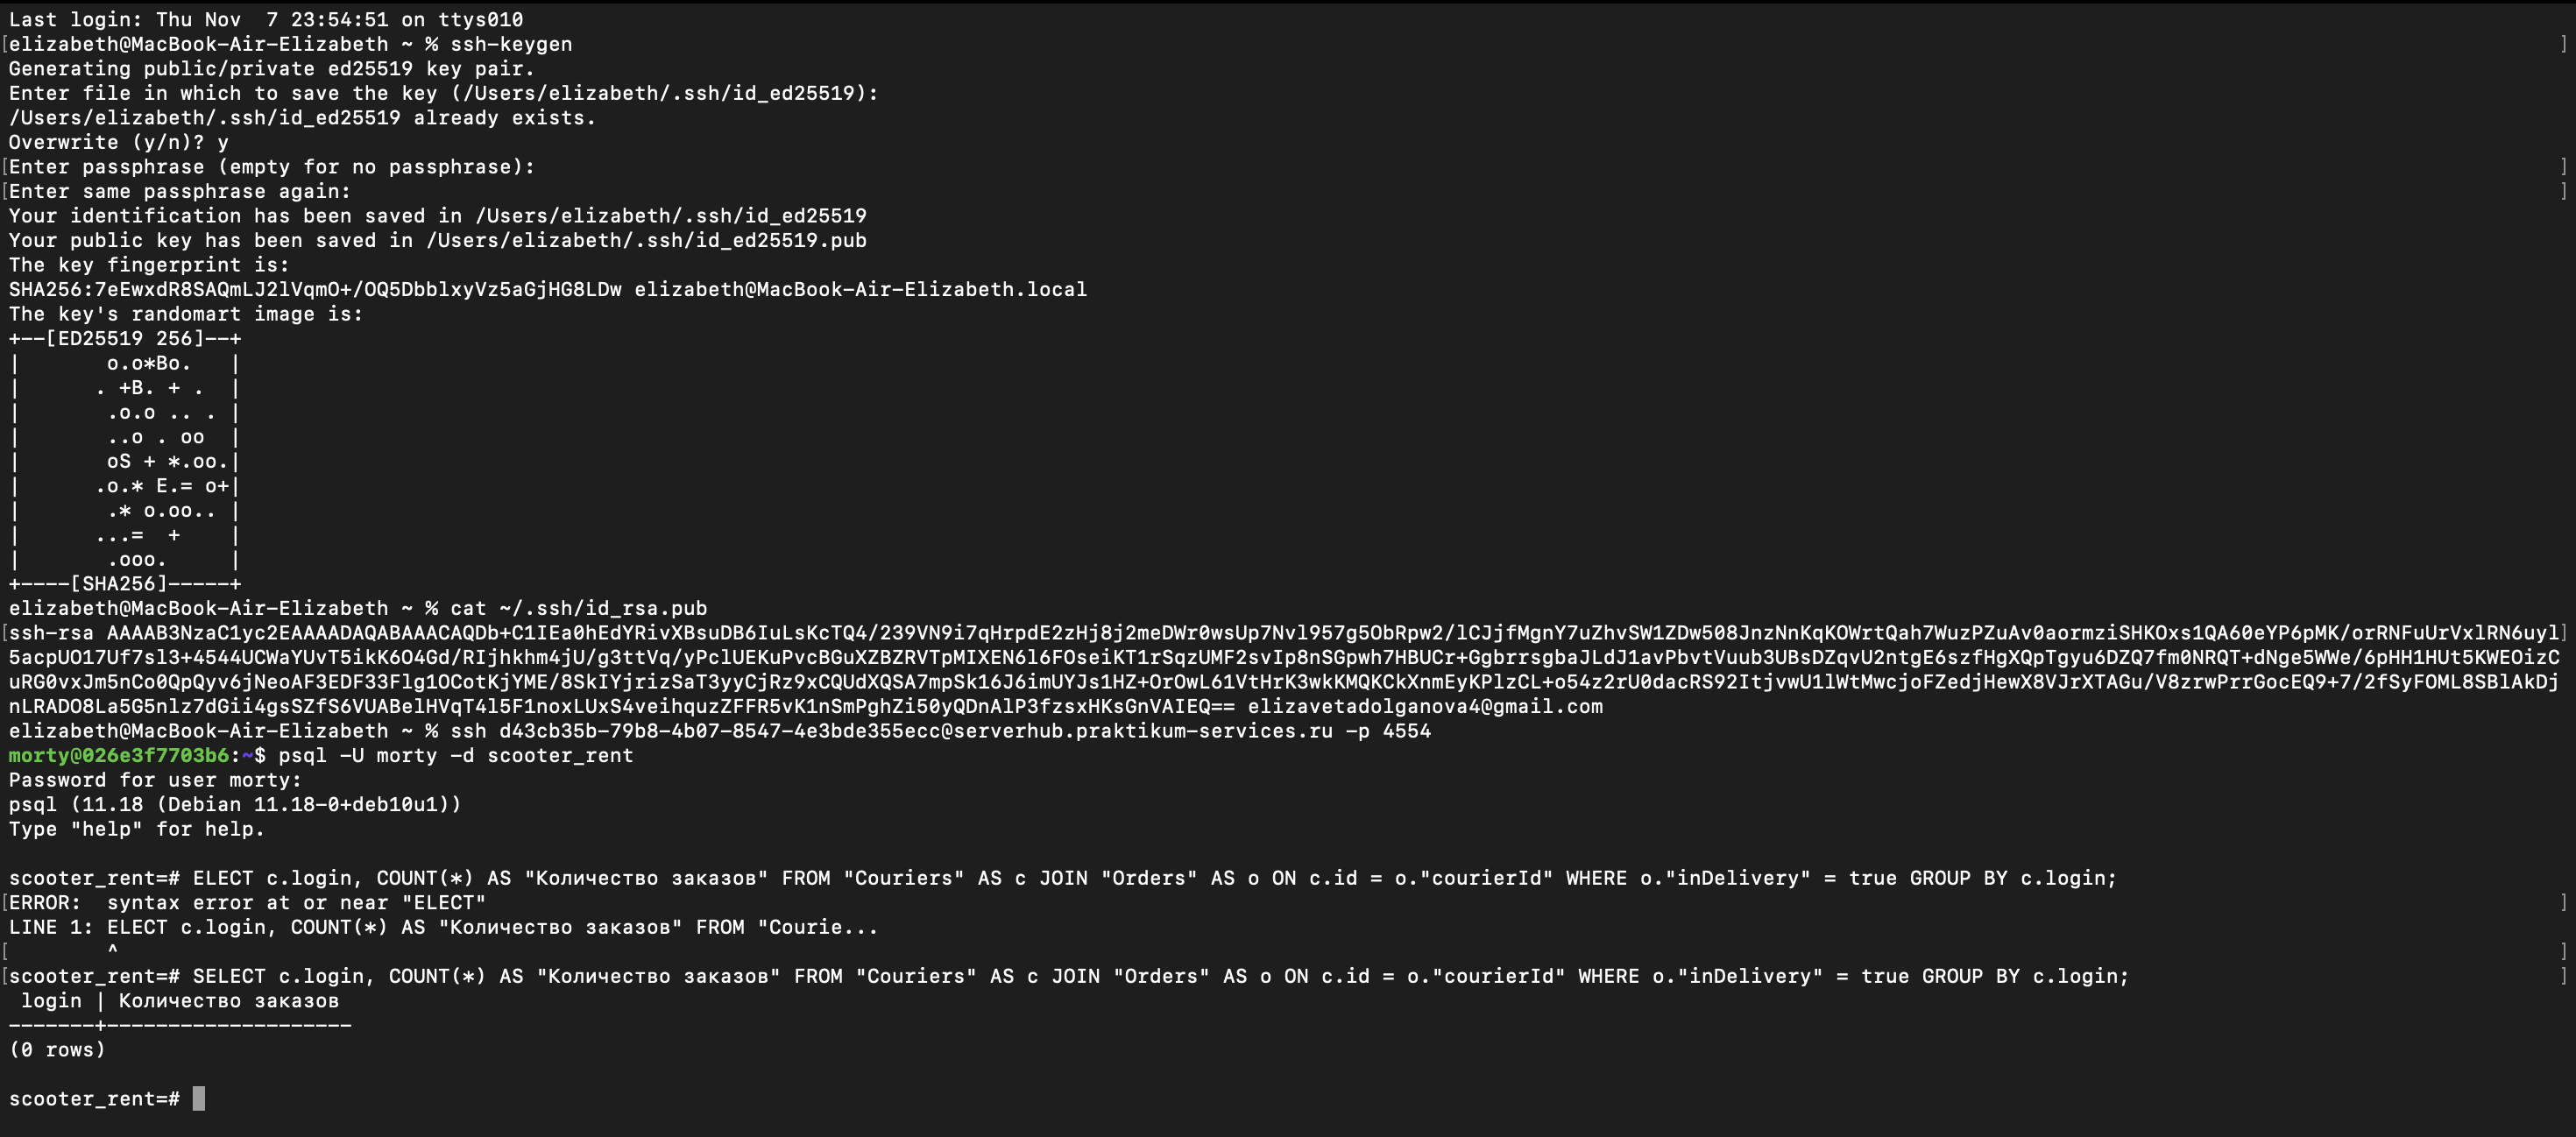 Last login: Thu Nov  7 23:54:51 on ttys010
[elizabeth@MacBook-Air-Elizabeth ~ % ssh-keygen ]
Generating public/private ed25519 key pair.
Enter file in which to save the key (/Users/elizabeth/.ssh/id_ed25519):
/Users/elizabeth/.ssh/id_ed25519 already exists.
Overwrite (y/n)? y
[Enter passphrase (empty for no passphrase): ]
[Enter same passphrase again: ]
Your identification has been saved in /Users/elizabeth/.ssh/id_ed25519
Your public key has been saved in /Users/elizabeth/.ssh/id_ed25519.pub
The key fingerprint is:
SHA256:7eEwxdR8SAQmLJ2lVqmO+/OQ5DbblxyVz5aGjHG8LDw elizabeth@MacBook-Air-Elizabeth.local
The key's randomart image is:
+--[ED25519 256]--+
|       o.o*Bo.   |
|      . +B. + .  |
|       .o.o .. . |
|       ..o . oo  |
|       oS + *.oo.|
|      .o.* E.= o+|
|       .* o.oo.. |
|      ...=  +    |
|       .ooo.     |
+----[SHA256]-----+
elizabeth@MacBook-Air-Elizabeth ~ % cat ~/.ssh/id_rsa.pub
[ssh-rsa AAAAB3NzaC1yc2EAAAADAQABAAACAQDb+C1IEa0hEdYRivXBsuDB6IuLsKcTQ4/239VN9i7qHrpdE2zHj8j2meDWr0wsUp7Nvl957g5ObRpw2/lCJjfMgnY7uZhvSW1ZDw508JnzNnKqKOWrtQah7WuzPZuAv0aormziSHKOxs1QA60eYP6pMK/orRNFuUrVxlRN6uyl]
5acpUO17Uf7sl3+4544UCWaYUvT5ikK6O4Gd/RIjhkhm4jU/g3ttVq/yPclUEKuPvcBGuXZBZRVTpMIXEN6l6FOseiKT1rSqzUMF2svIp8nSGpwh7HBUCr+GgbrrsgbaJLdJ1avPbvtVuub3UBsDZqvU2ntgE6szfHgXQpTgyu6DZQ7fm0NRQT+dNge5WWe/6pHH1HUt5KWEOizC
uRG0vxJm5nCo0QpQyv6jNeoAF3EDF33Flg1OCotKjYME/8SkIYjrizSaT3yyCjRz9xCQUdXQSA7mpSk16J6imUYJs1HZ+OrOwL61VtHrK3wkKMQKCkXnmEyKPlzCL+o54z2rU0dacRS92ItjvwU1lWtMwcjoFZedjHewX8VJrXTAGu/V8zrwPrrGocEQ9+7/2fSyFOML8SBlAkDj
nLRADO8La5G5nlz7dGii4gsSZfS6VUABelHVqT4l5F1noxLUxS4veihquzZFFR5vK1nSmPghZi50yQDnAlP3fzsxHKsGnVAIEQ== elizavetadolganova4@gmail.com
elizabeth@MacBook-Air-Elizabeth ~ % ssh d43cb35b-79b8-4b07-8547-4e3bde355ecc@serverhub.praktikum-services.ru -p 4554
morty@026e3f7703b6:~$ psql -U morty -d scooter_rent
Password for user morty:
psql (11.18 (Debian 11.18-0+deb10u1))
Type "help" for help.

scooter_rent=# ELECT c.login, COUNT(*) AS "Количество заказов" FROM "Couriers" AS c JOIN "Orders" AS o ON c.id = o."courierId" WHERE o."inDelivery" = true GROUP BY c.login;
[ERROR:  syntax error at or near "ELECT" ]
LINE 1: ELECT c.login, COUNT(*) AS "Количество заказов" FROM "Courie...
[        ^ ]
[scooter_rent=# SELECT c.login, COUNT(*) AS "Количество заказов" FROM "Couriers" AS c JOIN "Orders" AS o ON c.id = o."courierId" WHERE o."inDelivery" = true GROUP BY c.login; ]
 login | Количество заказов
-------+--------------------
(0 rows)

scooter_rent=#